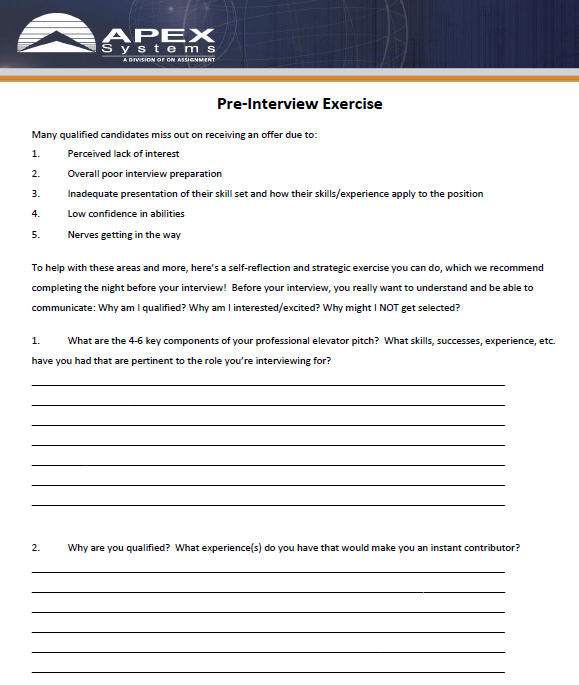 APEX
Systems
A DIVISION OF ON ASSIGNMENT
Pre-Interview Exercise
Many qualified candidates miss out on receiving an offer due to:
1. Perceived lack of interest
2. Overall poor interview preparation
3. Inadequate presentation of their skill set and how their skills/experience apply to the position
4. Low confidence in abilities
5. Nerves getting in the way
To help with these areas and more, here's a self-reflection and strategic exercise you can do, which we recommend
completing the night before your interview! Before your interview, you really want to understand and be able to
communicate: Why am I qualified? Why am I interested/excited? Why might I NOT get selected?
1. What are the 4-6 key components of your professional elevator pitch? What skills, successes, experience, etc.
have you had that are pertinent to the role you're interviewing for?
2. Why are you qualified? What experience(s) do you have that would make you an instant contributor?